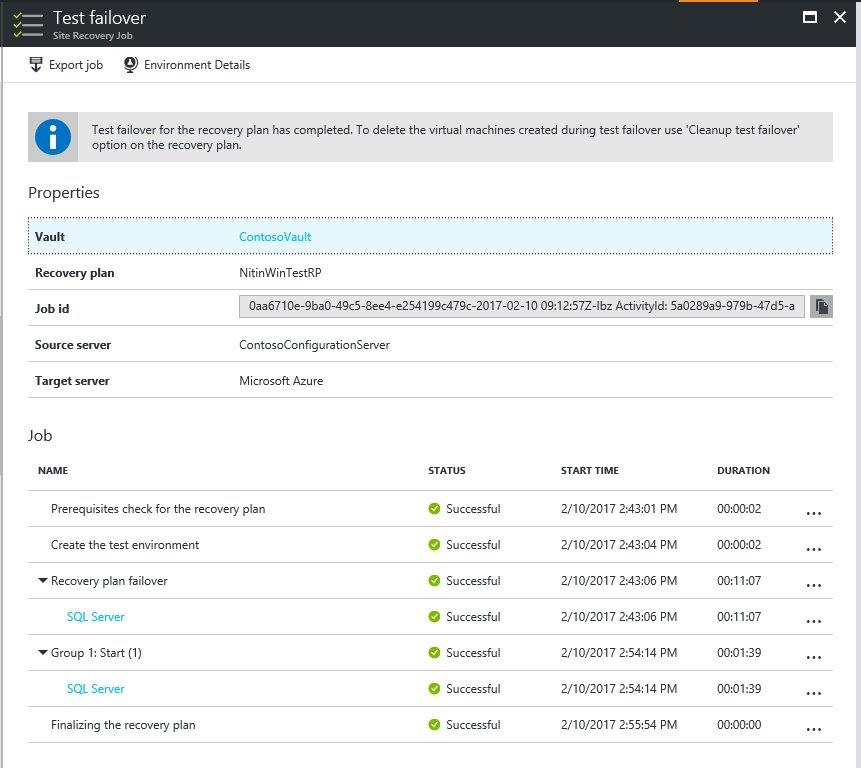 Test failover
Site Recovery Job
Export job Environment Details
Test failover for the recovery plan has completed. To delete the virtual machines created during test failover use 'Cleanup test failover'
option on the recovery plan.
Properties
Vault ContosoVault
Recovery plan NitinWinTestRP
Job id 0aa6710e-9ba0-49c5-8ee4-e254199c479c-2017-02-10 09:12:57Z-Ibz ActivityId: 5a0289a9-979b-47d5-a
Source server ContosoConfigurationServer
Target server Microsoft Azure
Job
NAME STATUS START TIME DURATION
Prerequisites check for the recovery plan Successful 2/10/2017 2:43:01 PM 00:00:02 ...
Create the test environment Successful 2/10/2017 2:43:04 PM 00:00:02 ...
Recovery plan failover Successful 2/10/2017 2:43:06 PM 00:11:07 ...
SQL Server Successful 2/10/2017 2:43:06 PM 00:11:07 ...
Group 1: Start (1) Successful 2/10/2017 2:54:14 PM 00:01:39 ...
SQL Server Successful 2/10/2017 2:54:14 PM 00:01:39 ...
Finalizing the recovery plan Successful 2/10/2017 2:55:54 PM 00:00:00 ...